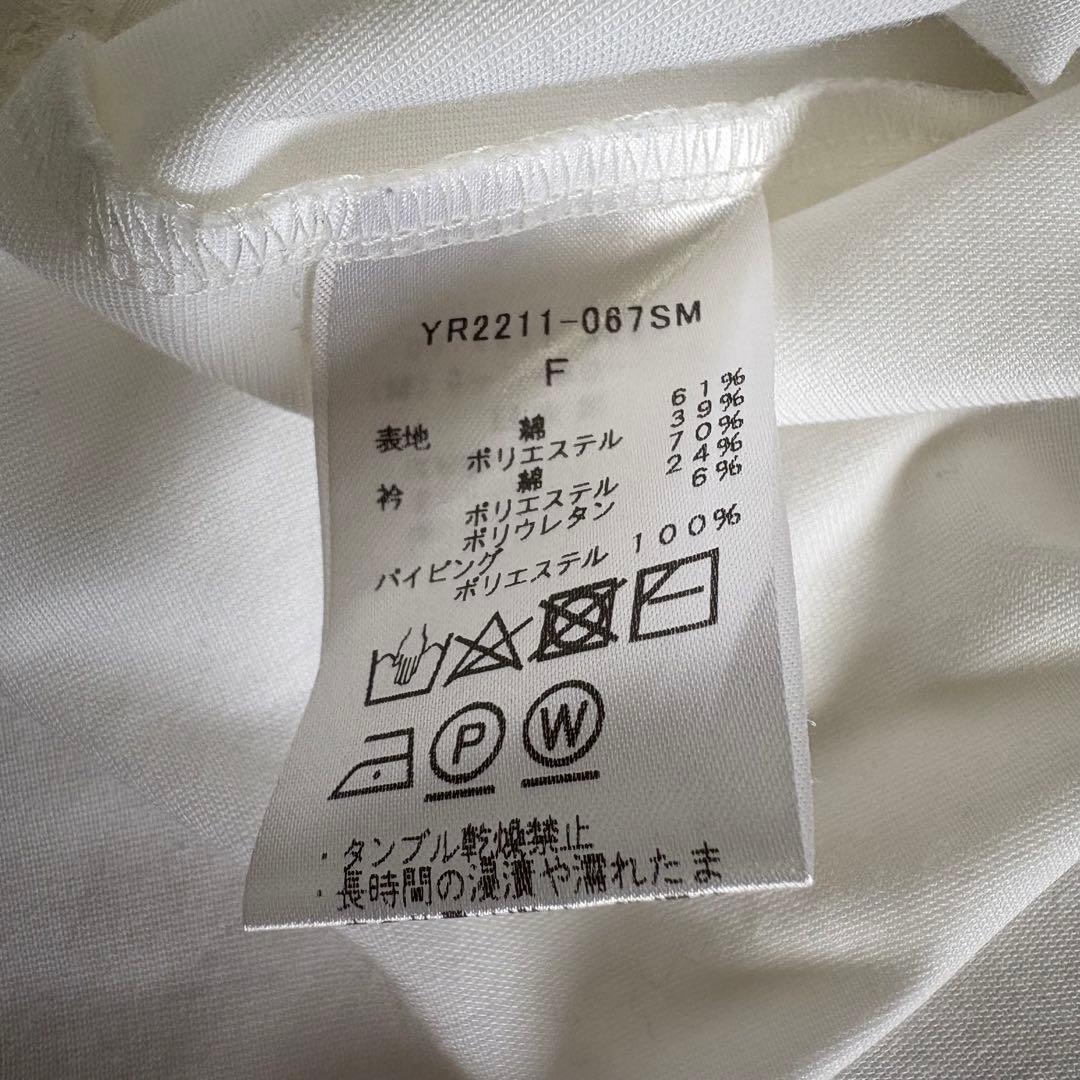 YR2211-067SM
F
表地 綿 61%
ポリエステル 39%
衿 綿 70%
ポリエステル 24%
ポリウレタン 6%
パイピング
ポリエステル 100%
P W
・タンブル乾燥禁止
・長時間の浸漬や濡れたま